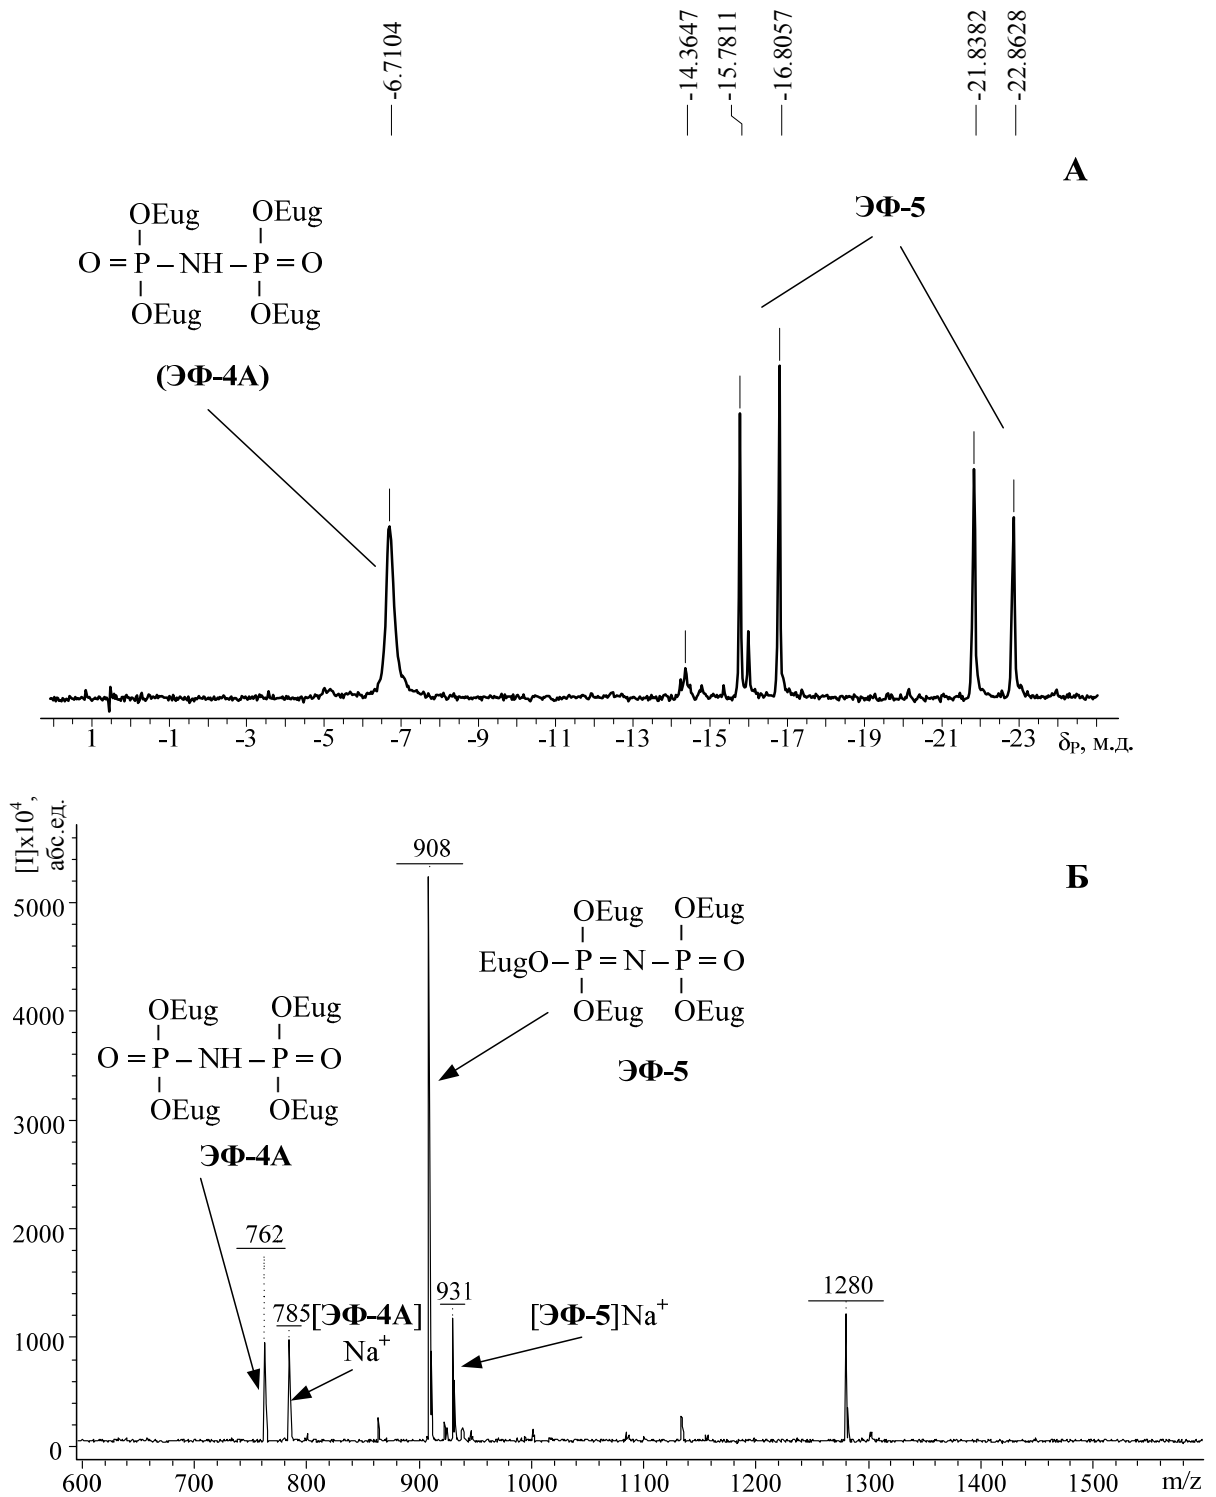 -6.7104
-14.3647
-15.7811
-16.8057
-21.8382
-22.8628
А
ЭФ-5
OEug OEug
O = P – NH – P = O
OEug OEug
(ЭФ-4А)
1 -1 -3 -5 -7 -9 -11 -13 -15 -17 -19 -21 -23 δP, м.д.
[I]x10⁴,
абс.ед.
Б
908
5000
OEug OEug
EugO – P = N – P = O
OEug OEug
ЭФ-5
4000
OEug OEug
O = P – NH – P = O
OEug OEug
ЭФ-4А
3000
2000
762
785
[ЭФ-4А]
Na⁺
931
[ЭФ-5]Na⁺
1280
1000
0
600 700 800 900 1000 1100 1200 1300 1400 1500 m/z